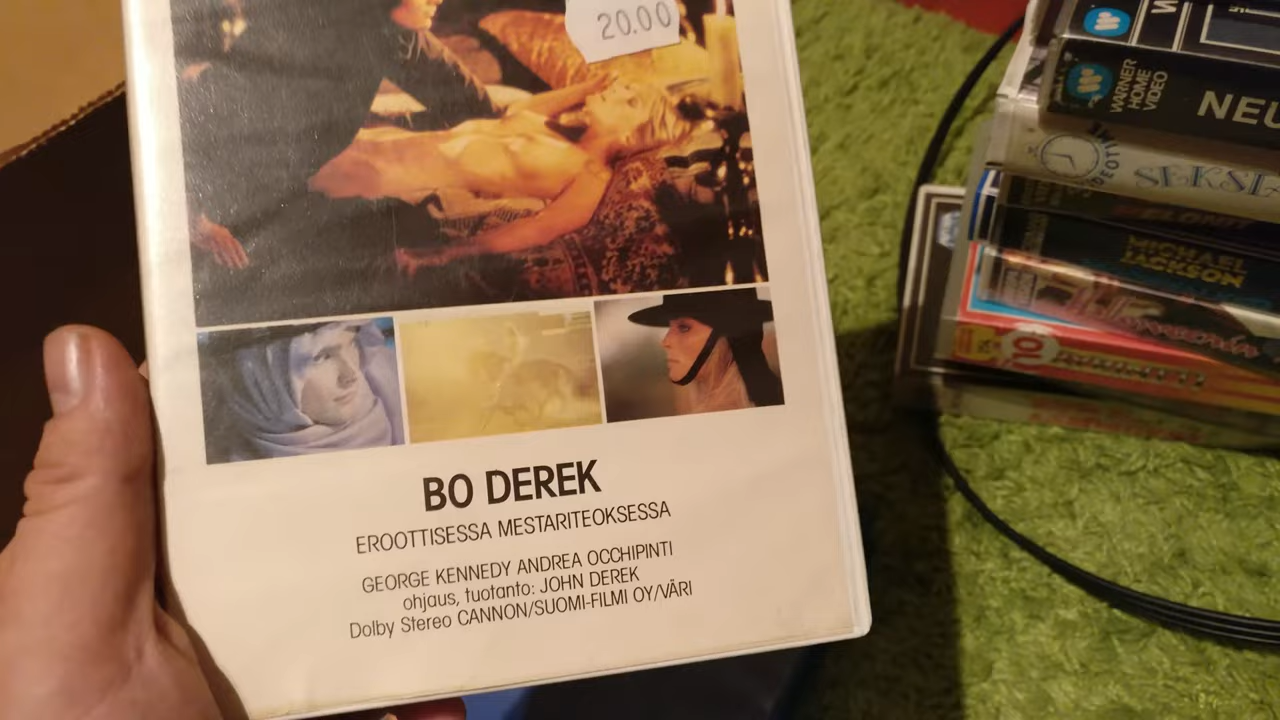 20.00
BO DEREK
EROOTTISESSA MESTARITEOKSESSA
GEORGE KENNEDY ANDREA OCCHIPINTI
ohjaus, tuotanto: JOHN DEREK
Dolby Stereo CANNON/SUOMI-FILMI OY/VÄRI
WARNER
HOME
VIDEO
NEU
SEKSE
MICHAEL
JACKSON
10